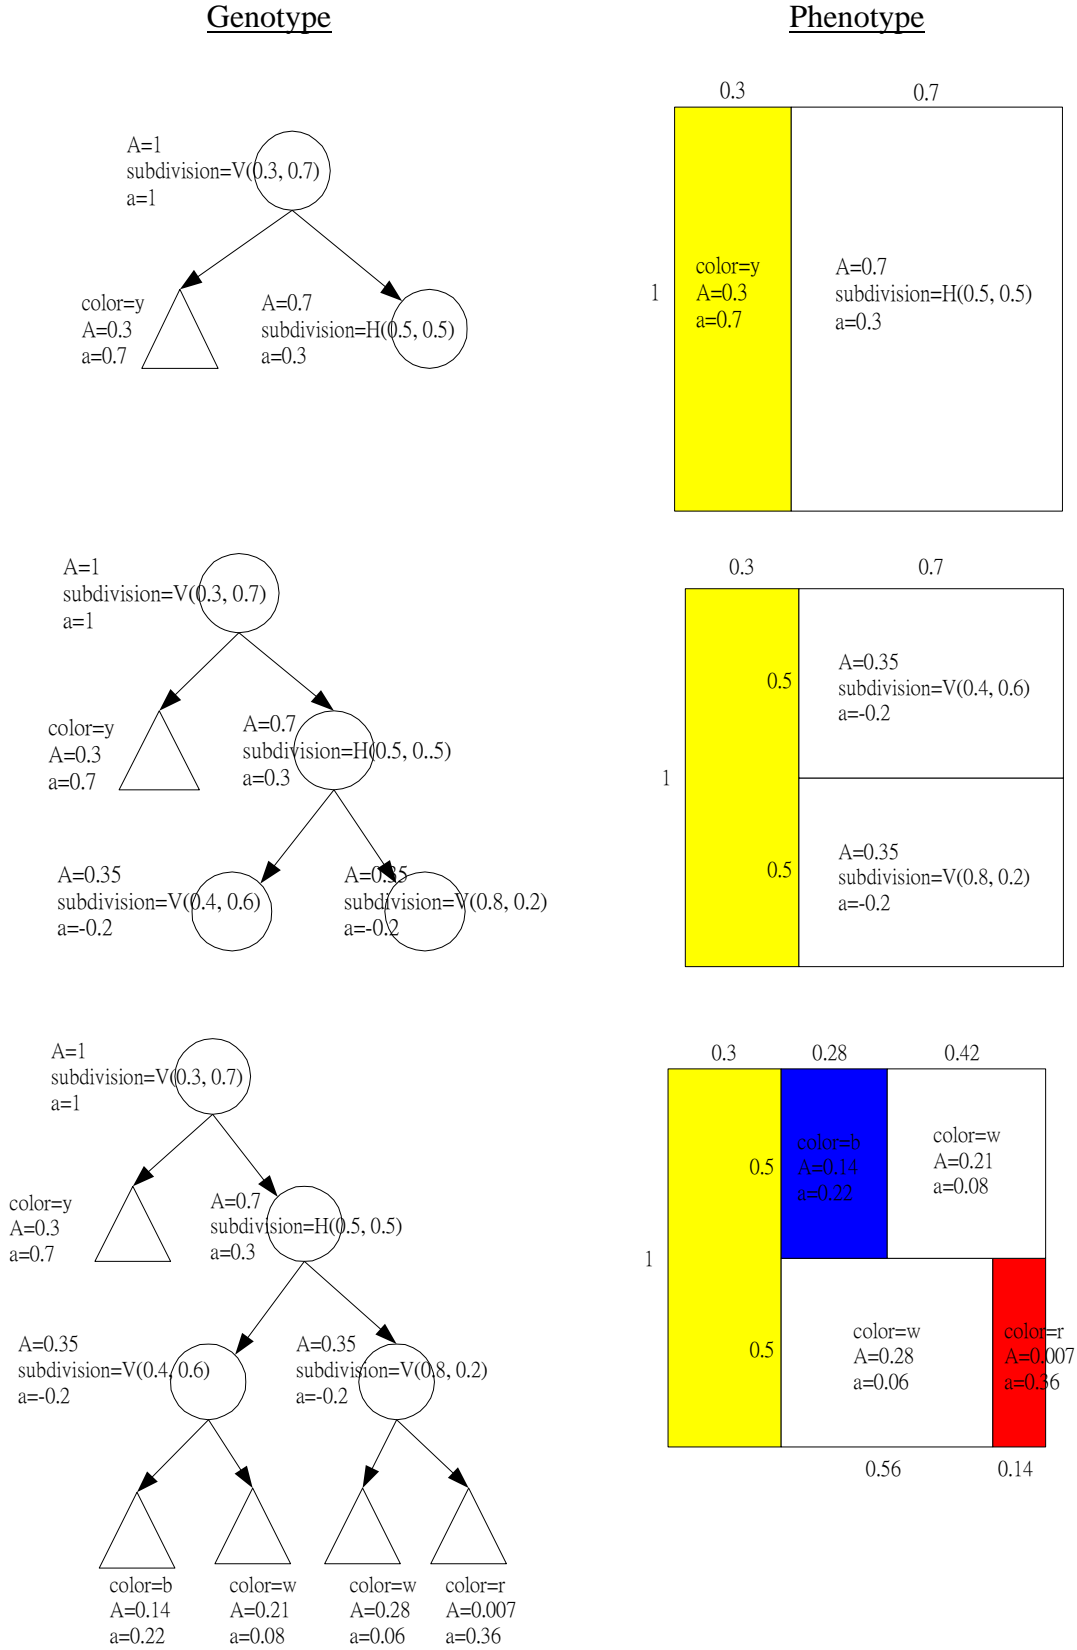 Genotype
Phenotype
A=1
subdivision=V(0.3, 0.7)
a=1
color=y
A=0.3
a=0.7
A=0.7
subdivision=H(0.5, 0.5)
a=0.3
0.3
0.7
1
color=y
A=0.3
a=0.7
A=0.7
subdivision=H(0.5, 0.5)
a=0.3
A=1
subdivision=V(0.3, 0.7)
a=1
color=y
A=0.3
a=0.7
A=0.7
subdivision=H(0.5, 0..5)
a=0.3
A=0.35
subdivision=V(0.4, 0.6)
a=-0.2
A=0.35
subdivision=V(0.8, 0.2)
a=-0.2
0.3
0.7
0.5
A=0.35
subdivision=V(0.4, 0.6)
a=-0.2
1
0.5
A=0.35
subdivision=V(0.8, 0.2)
a=-0.2
A=1
subdivision=V(0.3, 0.7)
a=1
color=y
A=0.3
a=0.7
A=0.7
subdivision=H(0.5, 0.5)
a=0.3
A=0.35
subdivision=V(0.4, 0.6)
a=-0.2
A=0.35
subdivision=V(0.8, 0.2)
a=-0.2
color=b
A=0.14
a=0.22
color=w
A=0.21
a=0.08
color=w
A=0.28
a=0.06
color=r
A=0.007
a=0.36
0.3
0.28
0.42
0.5
color=b
A=0.14
a=0.22
color=w
A=0.21
a=0.08
1
0.5
color=w
A=0.28
a=0.06
color=r
A=0.007
a=0.36
0.56
0.14